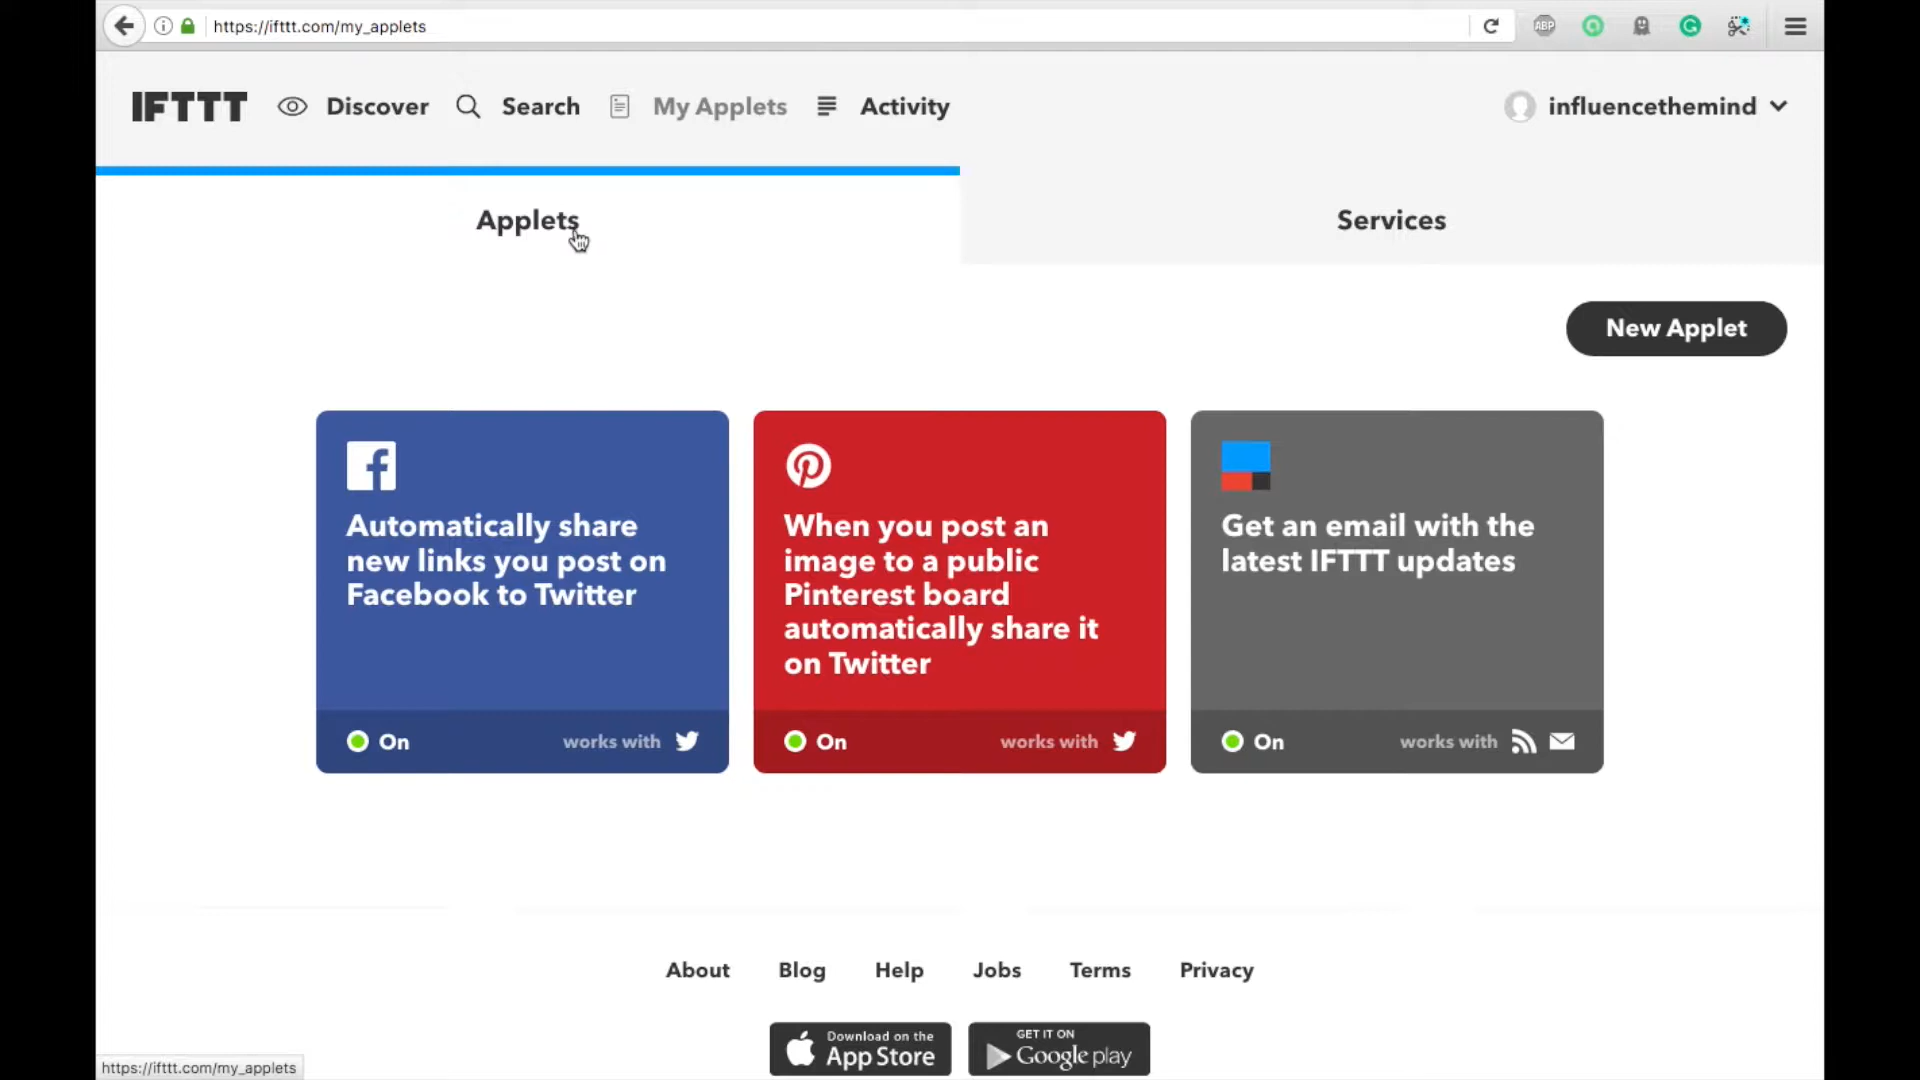 https://ifttt.com/my_applets
ABP
IFTTT Discover Search My Applets Activity influencethemind
Applets Services
New Applet
Automatically share
new links you post on
Facebook to Twitter
On works with
When you post an
image to a public
Pinterest board
automatically share it
on Twitter
On works with
Get an email with the
latest IFTTT updates
On works with
About Blog Help Jobs Terms Privacy
Download on the
App Store
GET IT ON
Google play
https://ifttt.com/my_applets